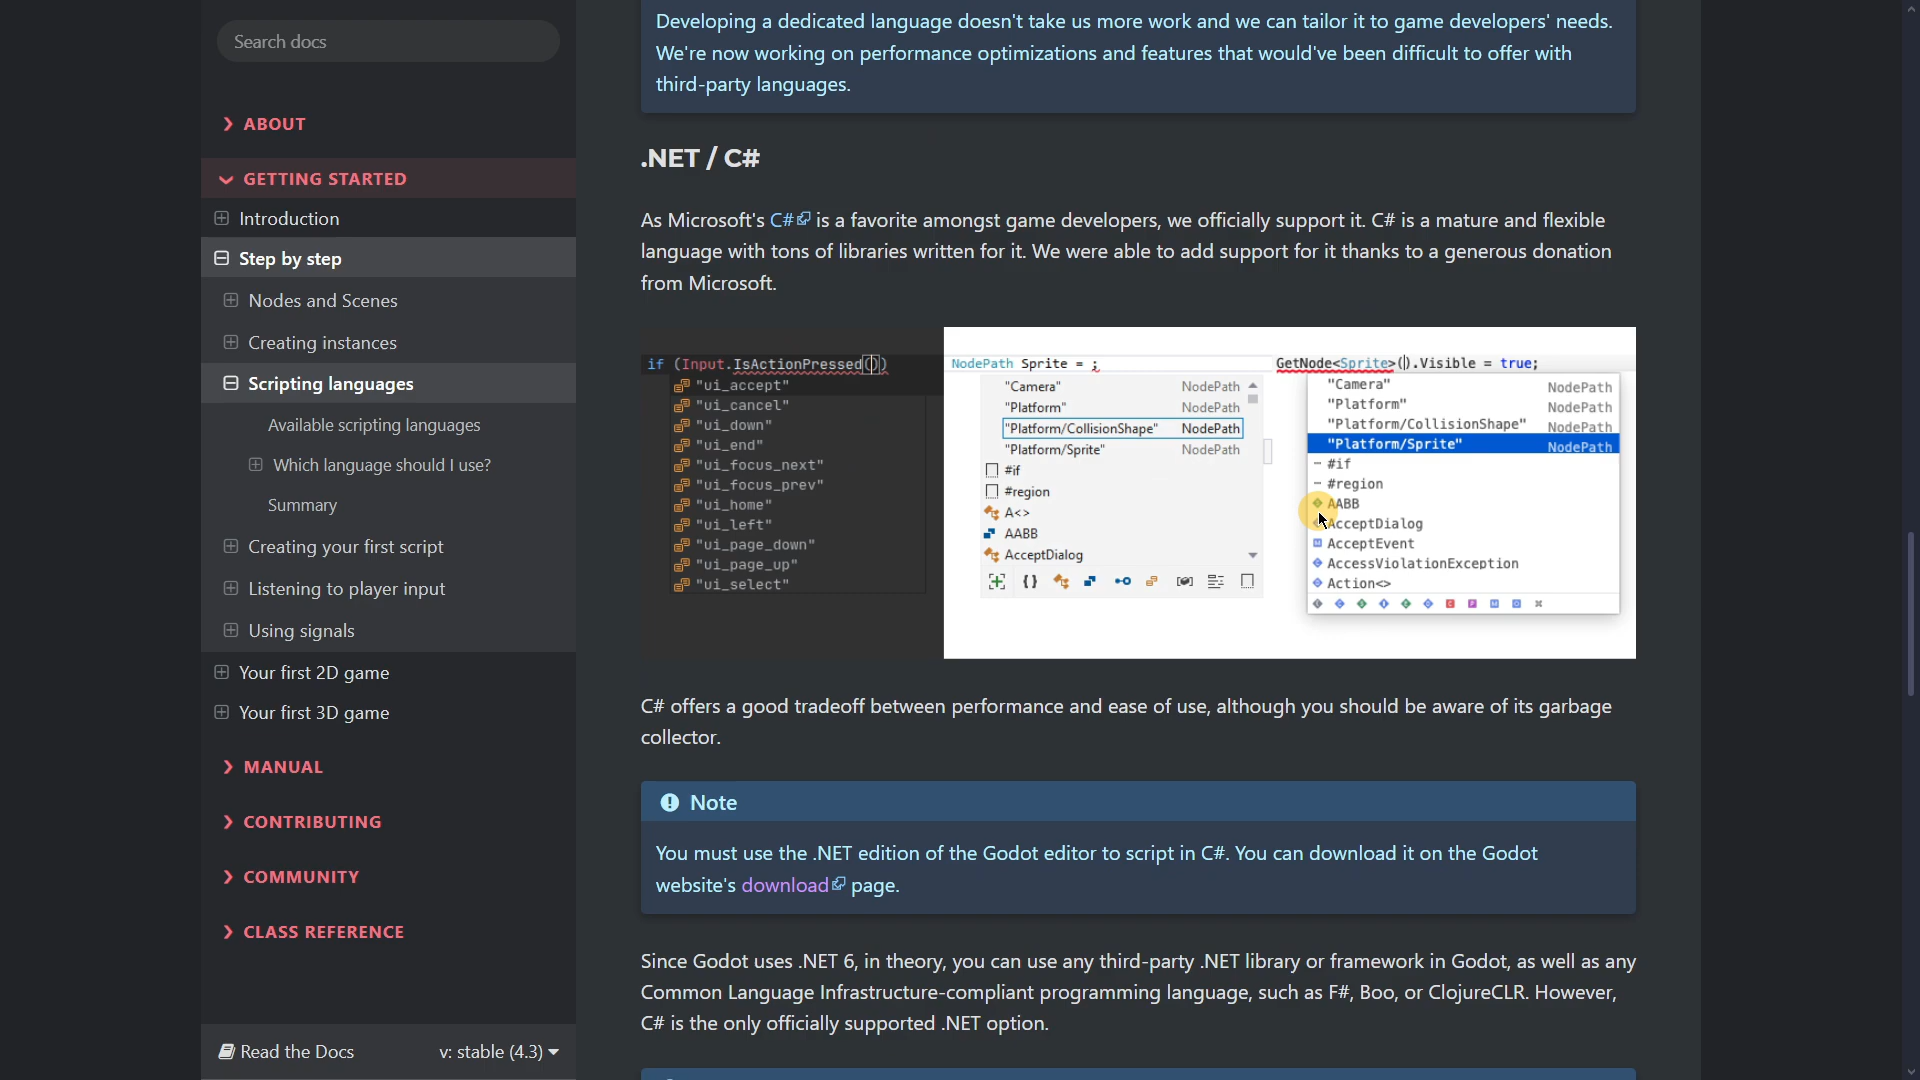 Search docs
ABOUT
GETTING STARTED
Introduction
Step by step
Nodes and Scenes
Creating instances
Scripting languages
Available scripting languages
Which language should I use?
Summary
Creating your first script
Listening to player input
Using signals
Your first 2D game
Your first 3D game
MANUAL
CONTRIBUTING
COMMUNITY
CLASS REFERENCE
Read the Docs
v: stable (4.3)
Developing a dedicated language doesn't take us more work and we can tailor it to game developers' needs.
We're now working on performance optimizations and features that would've been difficult to offer with
third-party languages.
.NET / C#
As Microsoft's C# is a favorite amongst game developers, we officially support it. C# is a mature and flexible
language with tons of libraries written for it. We were able to add support for it thanks to a generous donation
from Microsoft.
if (Input.IsActionPressed())
"ui_accept"
"ui_cancel"
"ui_down"
"ui_end"
"ui_focus_next"
"ui_focus_prev"
"ui_home"
"ui_left"
"ui_page_down"
"ui_page_up"
"ui_select"
NodePath Sprite = ;
"Camera" NodePath
"Platform" NodePath
"Platform/CollisionShape" NodePath
"Platform/Sprite" NodePath
#if
#region
A<>
AABB
AcceptDialog
GetNode<Sprite>().Visible = true;
"Camera" NodePath
"Platform" NodePath
"Platform/CollisionShape" NodePath
"Platform/Sprite" NodePath
#if
#region
AABB
AcceptDialog
AcceptEvent
AccessViolationException
Action<>
C# offers a good tradeoff between performance and ease of use, although you should be aware of its garbage
collector.
Note
You must use the .NET edition of the Godot editor to script in C#. You can download it on the Godot
website's download page.
Since Godot uses .NET 6, in theory, you can use any third-party .NET library or framework in Godot, as well as any
Common Language Infrastructure-compliant programming language, such as F#, Boo, or ClojureCLR. However,
C# is the only officially supported .NET option.